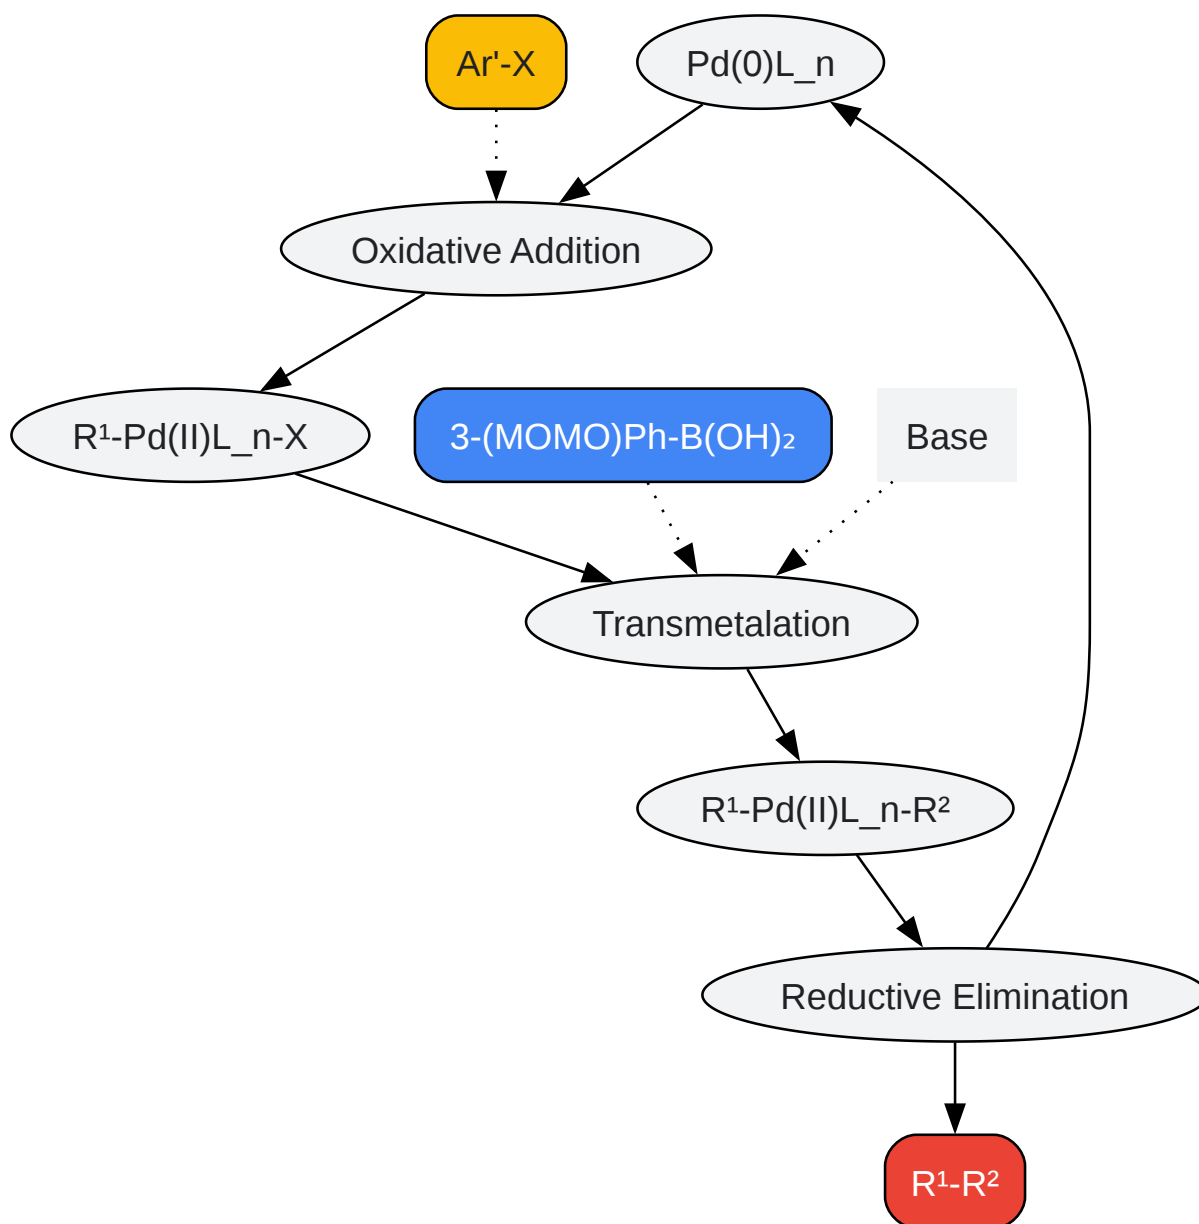 Ar'-X
Pd(0)L_n
Oxidative Addition
R¹-Pd(II)L_n-X
3-(MOMO)Ph-B(OH)₂
Base
Transmetalation
R¹-Pd(II)L_n-R²
Reductive Elimination
R¹-R²